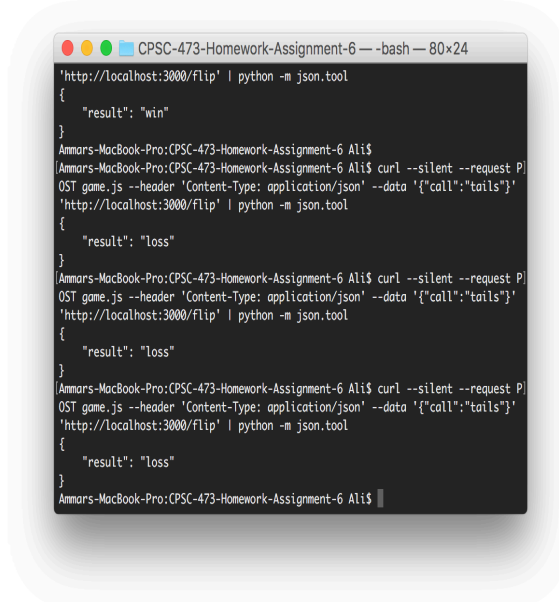 CPSC-473-Homework-Assignment-6 — -bash — 80×24
'http://localhost:3000/flip' | python -m json.tool
{
"result": "win"
}
Ammars-MacBook-Pro:CPSC-473-Homework-Assignment-6 Ali$
[Ammars-MacBook-Pro:CPSC-473-Homework-Assignment-6 Ali$ curl --silent --request P]
OST game.js --header 'Content-Type: application/json' --data '{"call":"tails"}'
'http://localhost:3000/flip' | python -m json.tool
{
"result": "loss"
}
[Ammars-MacBook-Pro:CPSC-473-Homework-Assignment-6 Ali$ curl --silent --request P]
OST game.js --header 'Content-Type: application/json' --data '{"call":"tails"}'
'http://localhost:3000/flip' | python -m json.tool
{
"result": "loss"
}
[Ammars-MacBook-Pro:CPSC-473-Homework-Assignment-6 Ali$ curl --silent --request P]
OST game.js --header 'Content-Type: application/json' --data '{"call":"tails"}'
'http://localhost:3000/flip' | python -m json.tool
{
"result": "loss"
}
Ammars-MacBook-Pro:CPSC-473-Homework-Assignment-6 Ali$